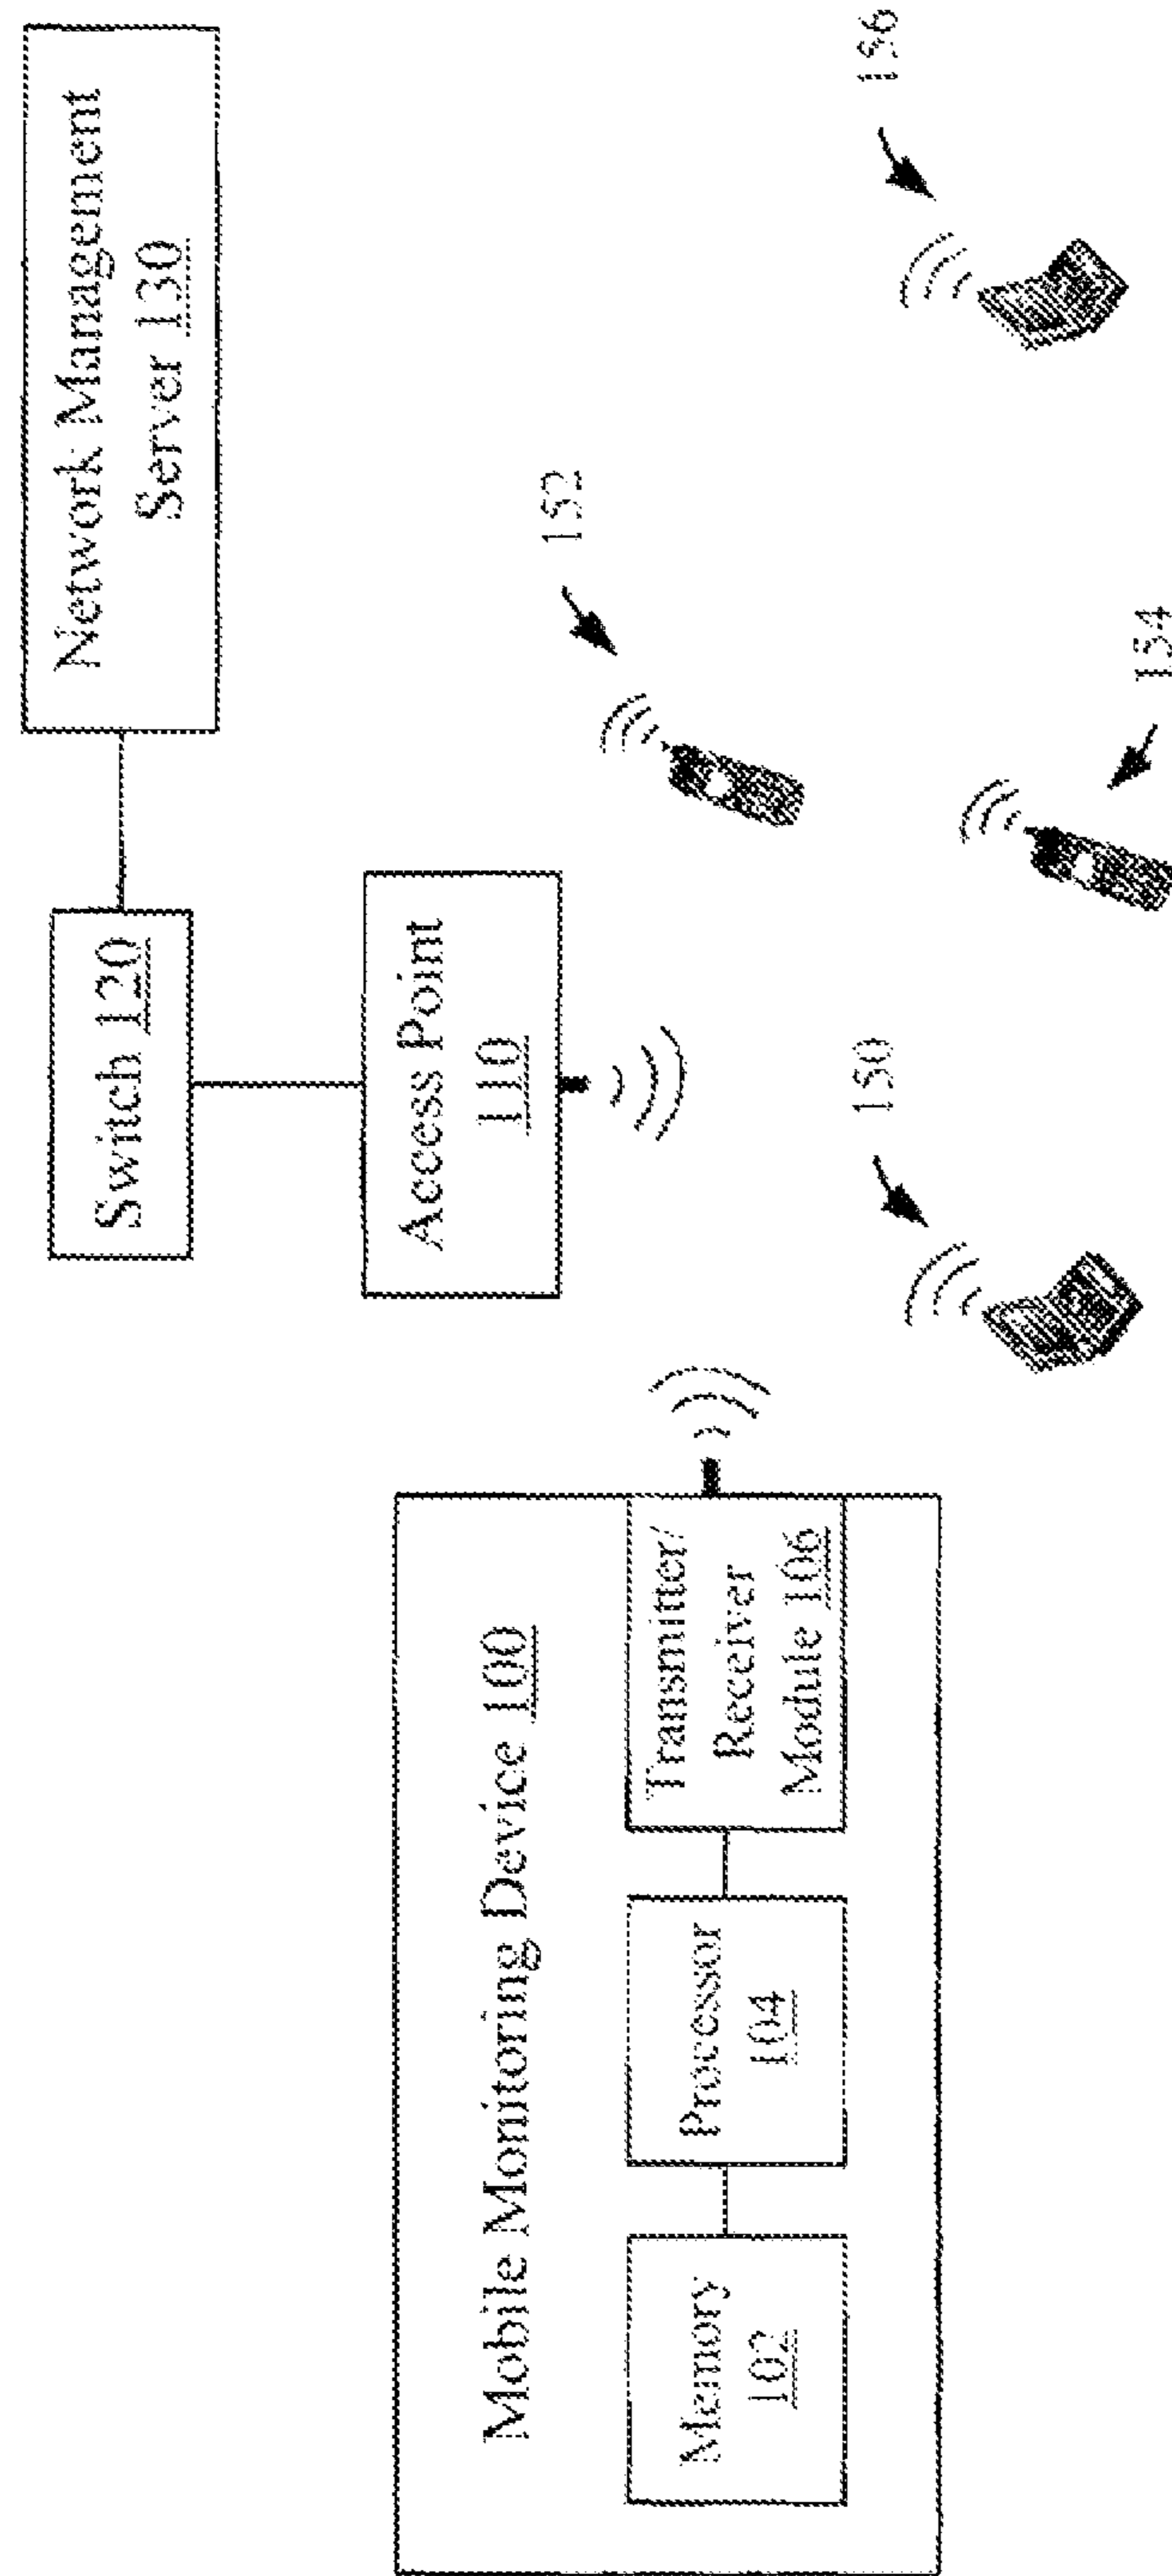 Network Management
Server 130
Switch 120
Access Point
110
152
156
150
154
Mobile Monitoring Device 100
Memory
102
Processor
104
Transmitter/
Receiver
Module 106